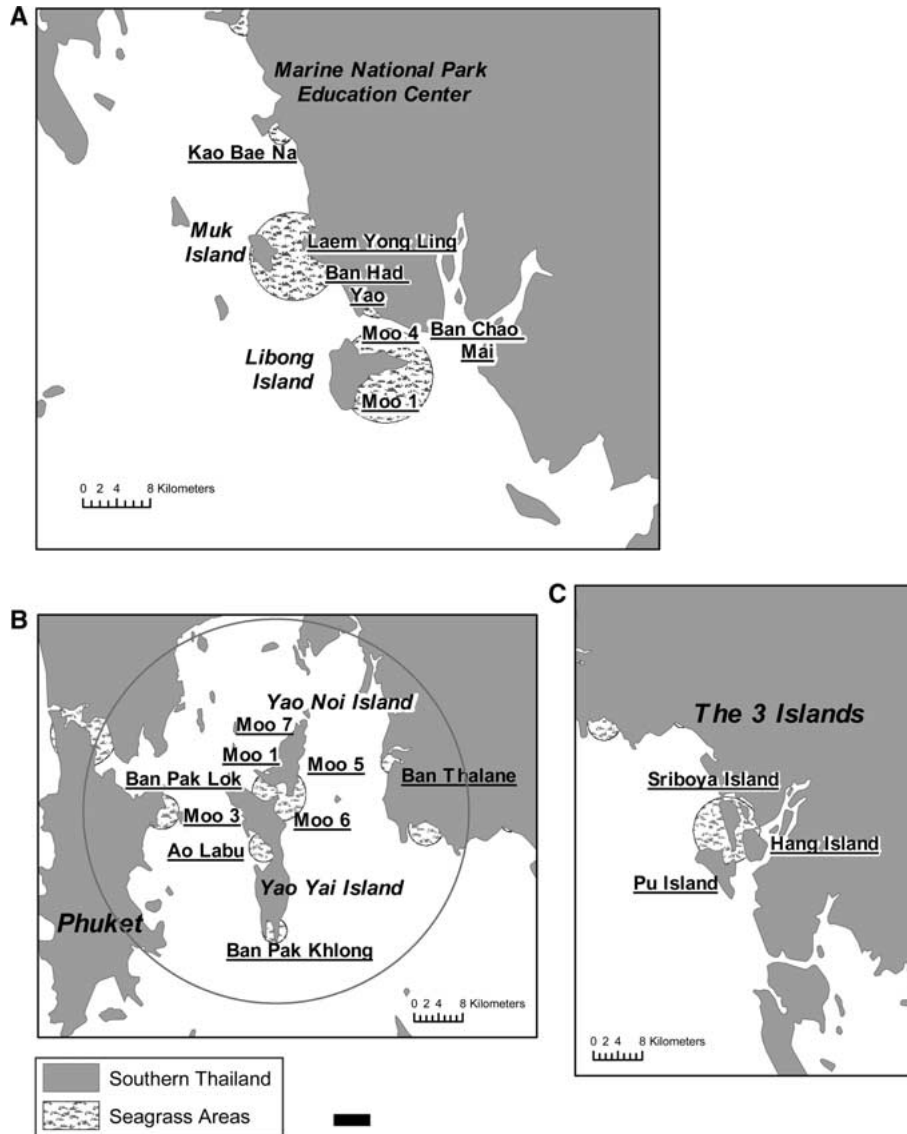 A
Marine National Park
Education Center
Kao Bae Na
Muk
Island
Laem Yong Ling
Ban Had
Yao
Moo 4
Ban Chao
Mai
Libong
Island
Moo 1
0 2 4 8 Kilometers
B
Yao Noi Island
Moo 7
Moo 1
Moo 5
Ban Pak Lok
Ban Thalane
Moo 3
Moo 6
Ao Labu
Yao Yai Island
Phuket
Ban Pak Khlong
0 2 4 8 Kilometers
C
The 3 Islands
Sriboya Island
Hang Island
Pu Island
0 2 4 8 Kilometers
Southern Thailand
Seagrass Areas